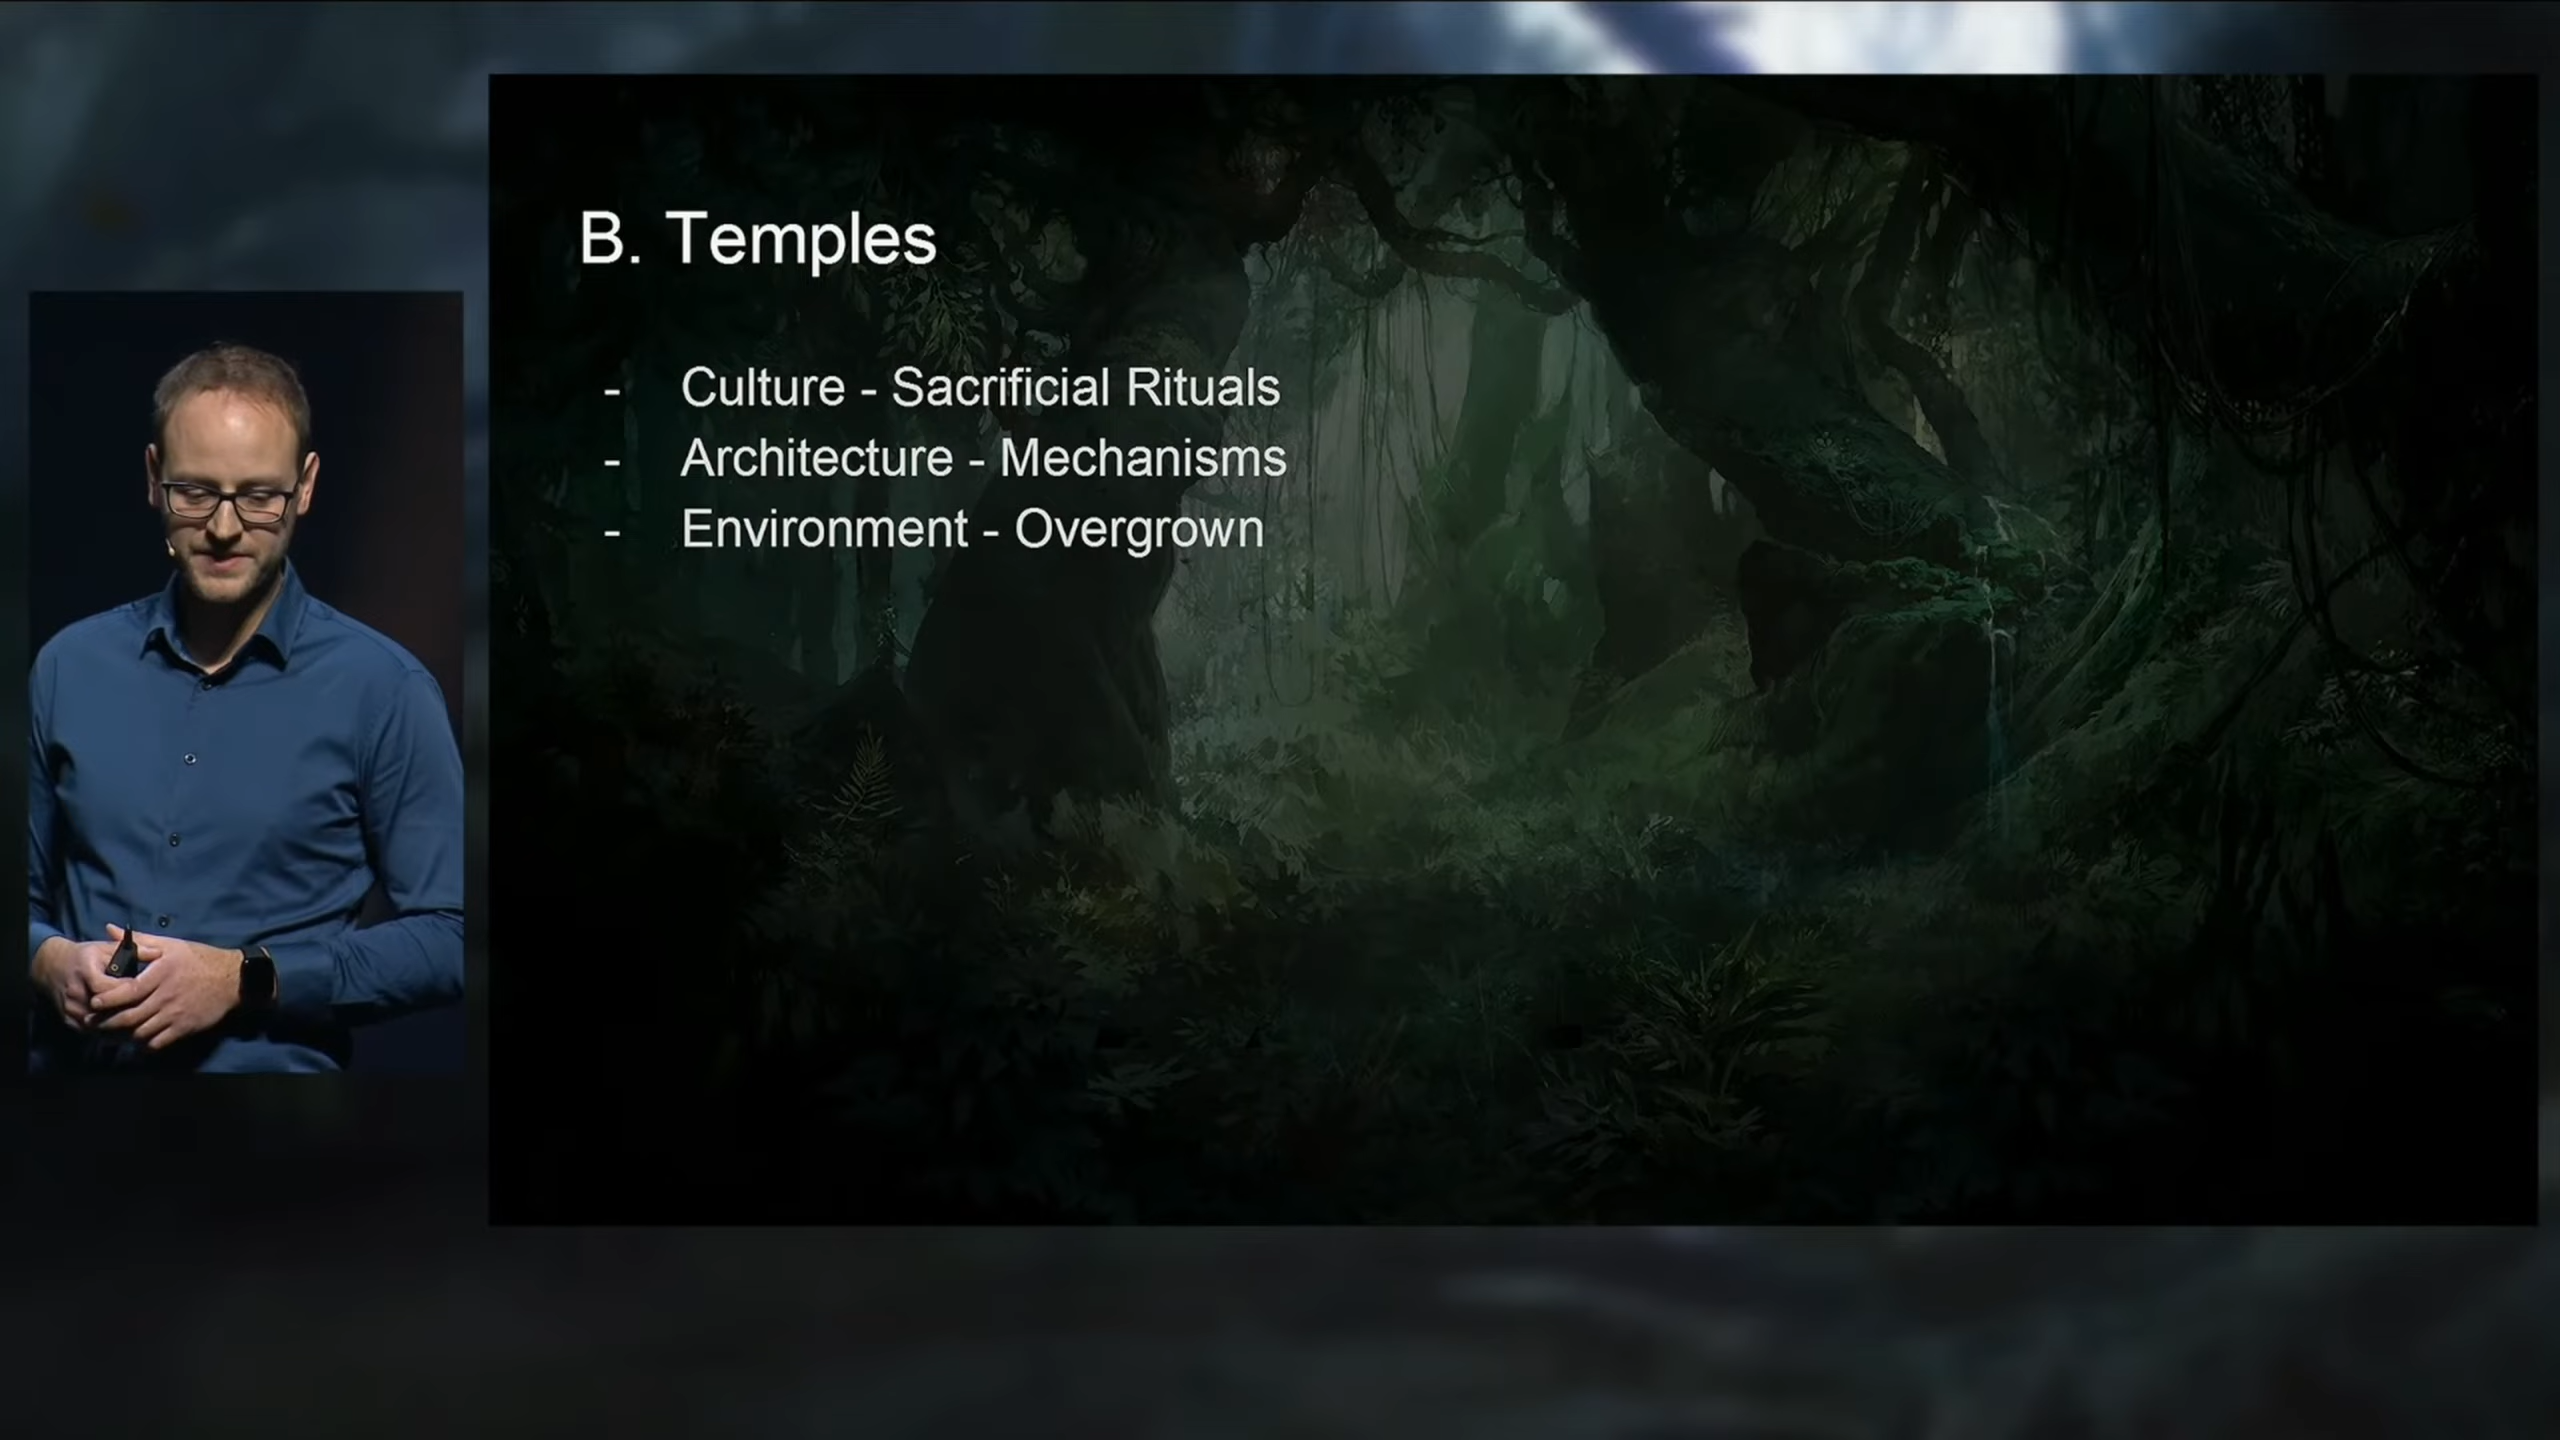 B. Temples
- Culture - Sacrificial Rituals
- Architecture - Mechanisms
- Environment - Overgrown